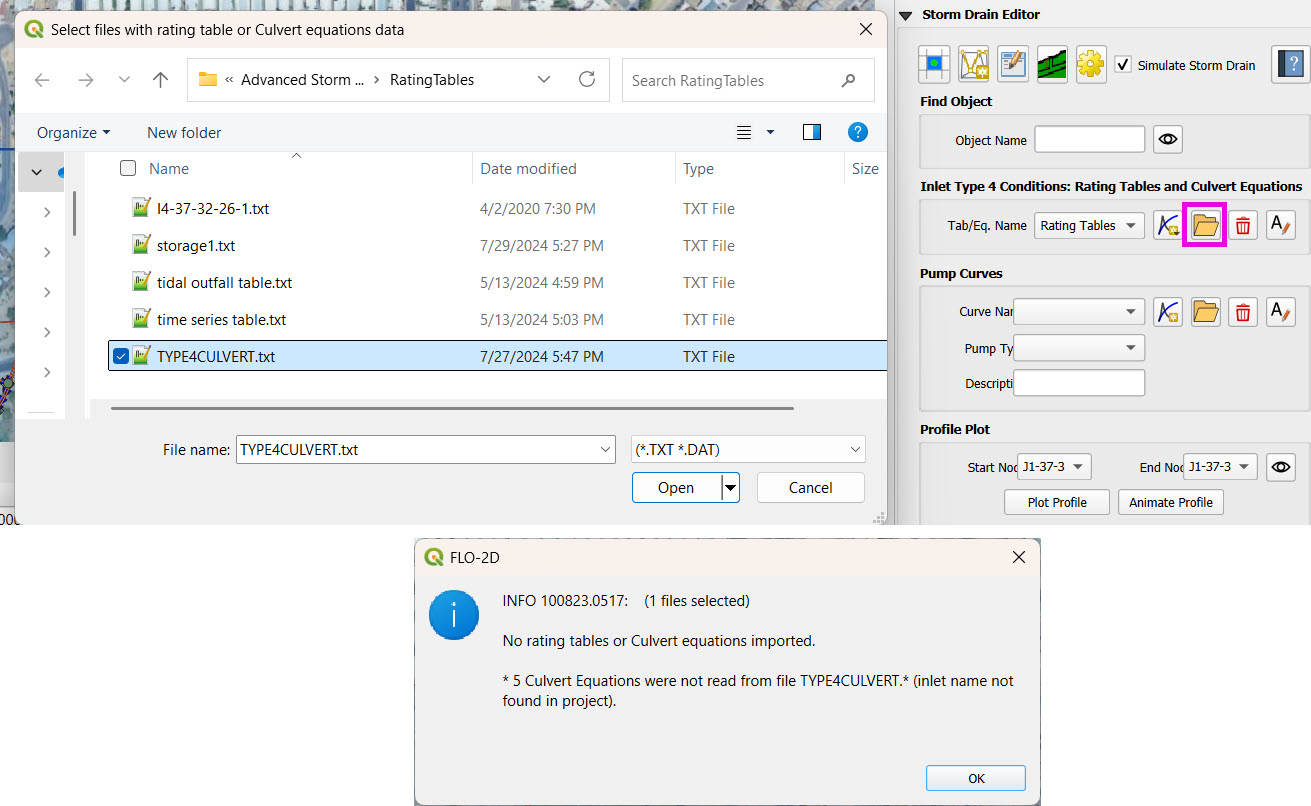 Select files with rating table or Culvert equations data
« Advanced Storm ... › RatingTables
Search RatingTables
Organize
New folder
Name
Date modified
Type
Size
I4-37-32-26-1.txt 4/2/2020 7:30 PM TXT File
storage1.txt 7/29/2024 5:27 PM TXT File
tidal outfall table.txt 5/13/2024 4:59 PM TXT File
time series table.txt 5/13/2024 5:03 PM TXT File
TYPE4CULVERT.txt 7/27/2024 5:47 PM TXT File
File name: TYPE4CULVERT.txt (*.TXT *.DAT)
Open Cancel
Storm Drain Editor
Simulate Storm Drain
Find Object
Object Name
Inlet Type 4 Conditions: Rating Tables and Culvert Equations
Tab/Eq. Name Rating Tables
Pump Curves
Curve Nar
Pump Ty
Descripti
Profile Plot
Start Noc J1-37-3 End Noc J1-37-3
Plot Profile Animate Profile
FLO-2D
INFO 100823.0517: (1 files selected)
No rating tables or Culvert equations imported.
* 5 Culvert Equations were not read from file TYPE4CULVERT.* (inlet name not
found in project).
OK